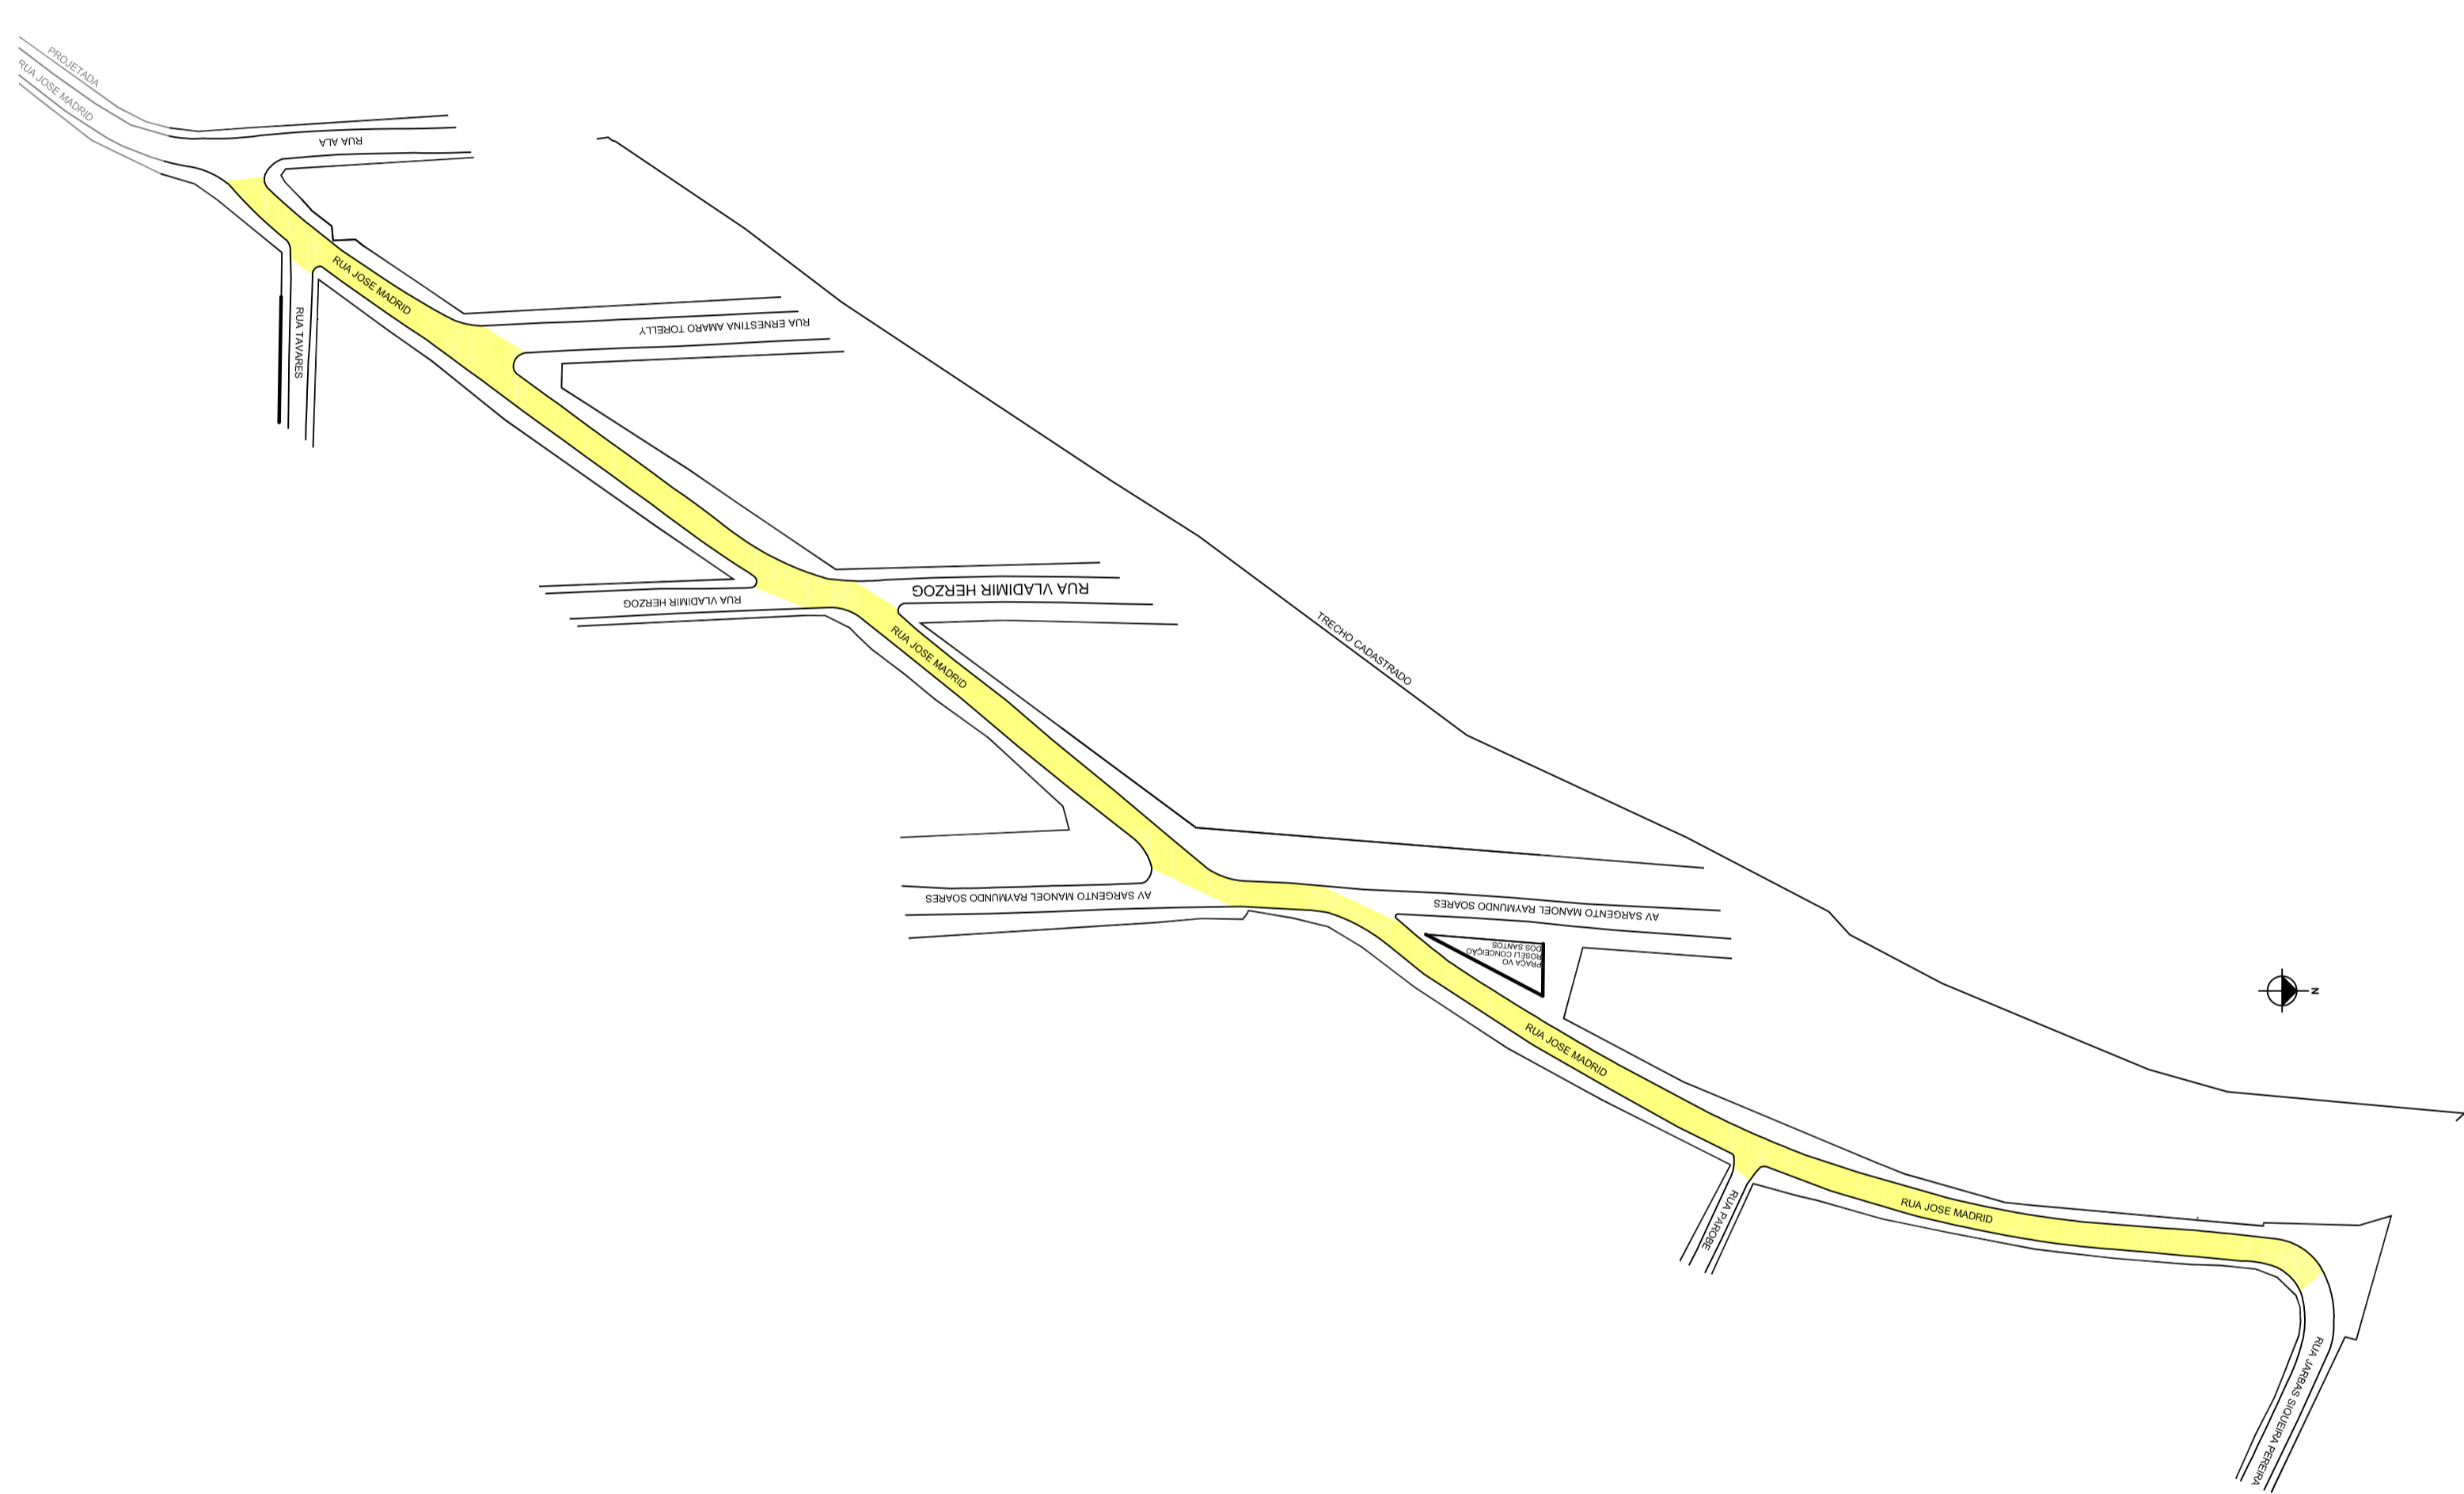 PROJETADA
RUA JOSE MADRID
RUA ALA
RUA JOSE MADRID
RUA TAVARES
RUA ERNESTINA AMARO TORELLY
RUA VLADIMIR HERZOG
RUA VLADIMIR HERZOG
RUA JOSE MADRID
TRECHO CADASTRADO
AV SARGENTO MANOEL RAYMUNDO SOARES
AV SARGENTO MANOEL RAYMUNDO SOARES
PRAÇA VO
ROSELI CONCEIÇÃO
DOS SANTOS
N
RUA JOSE MADRID
RUA PAROBE
RUA JOSE MADRID
RUA JARBAS SIQUEIRA PEREIRA